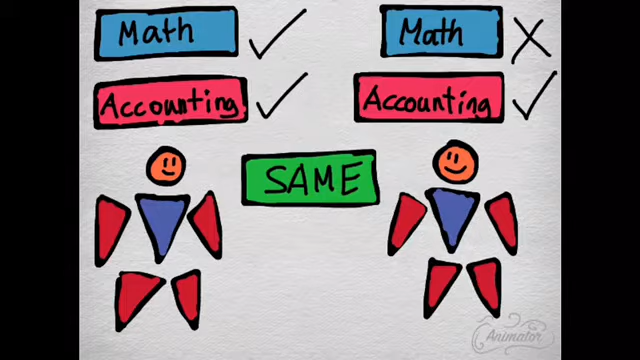 Math
Math
Accounting
Accounting
SAME
Animator